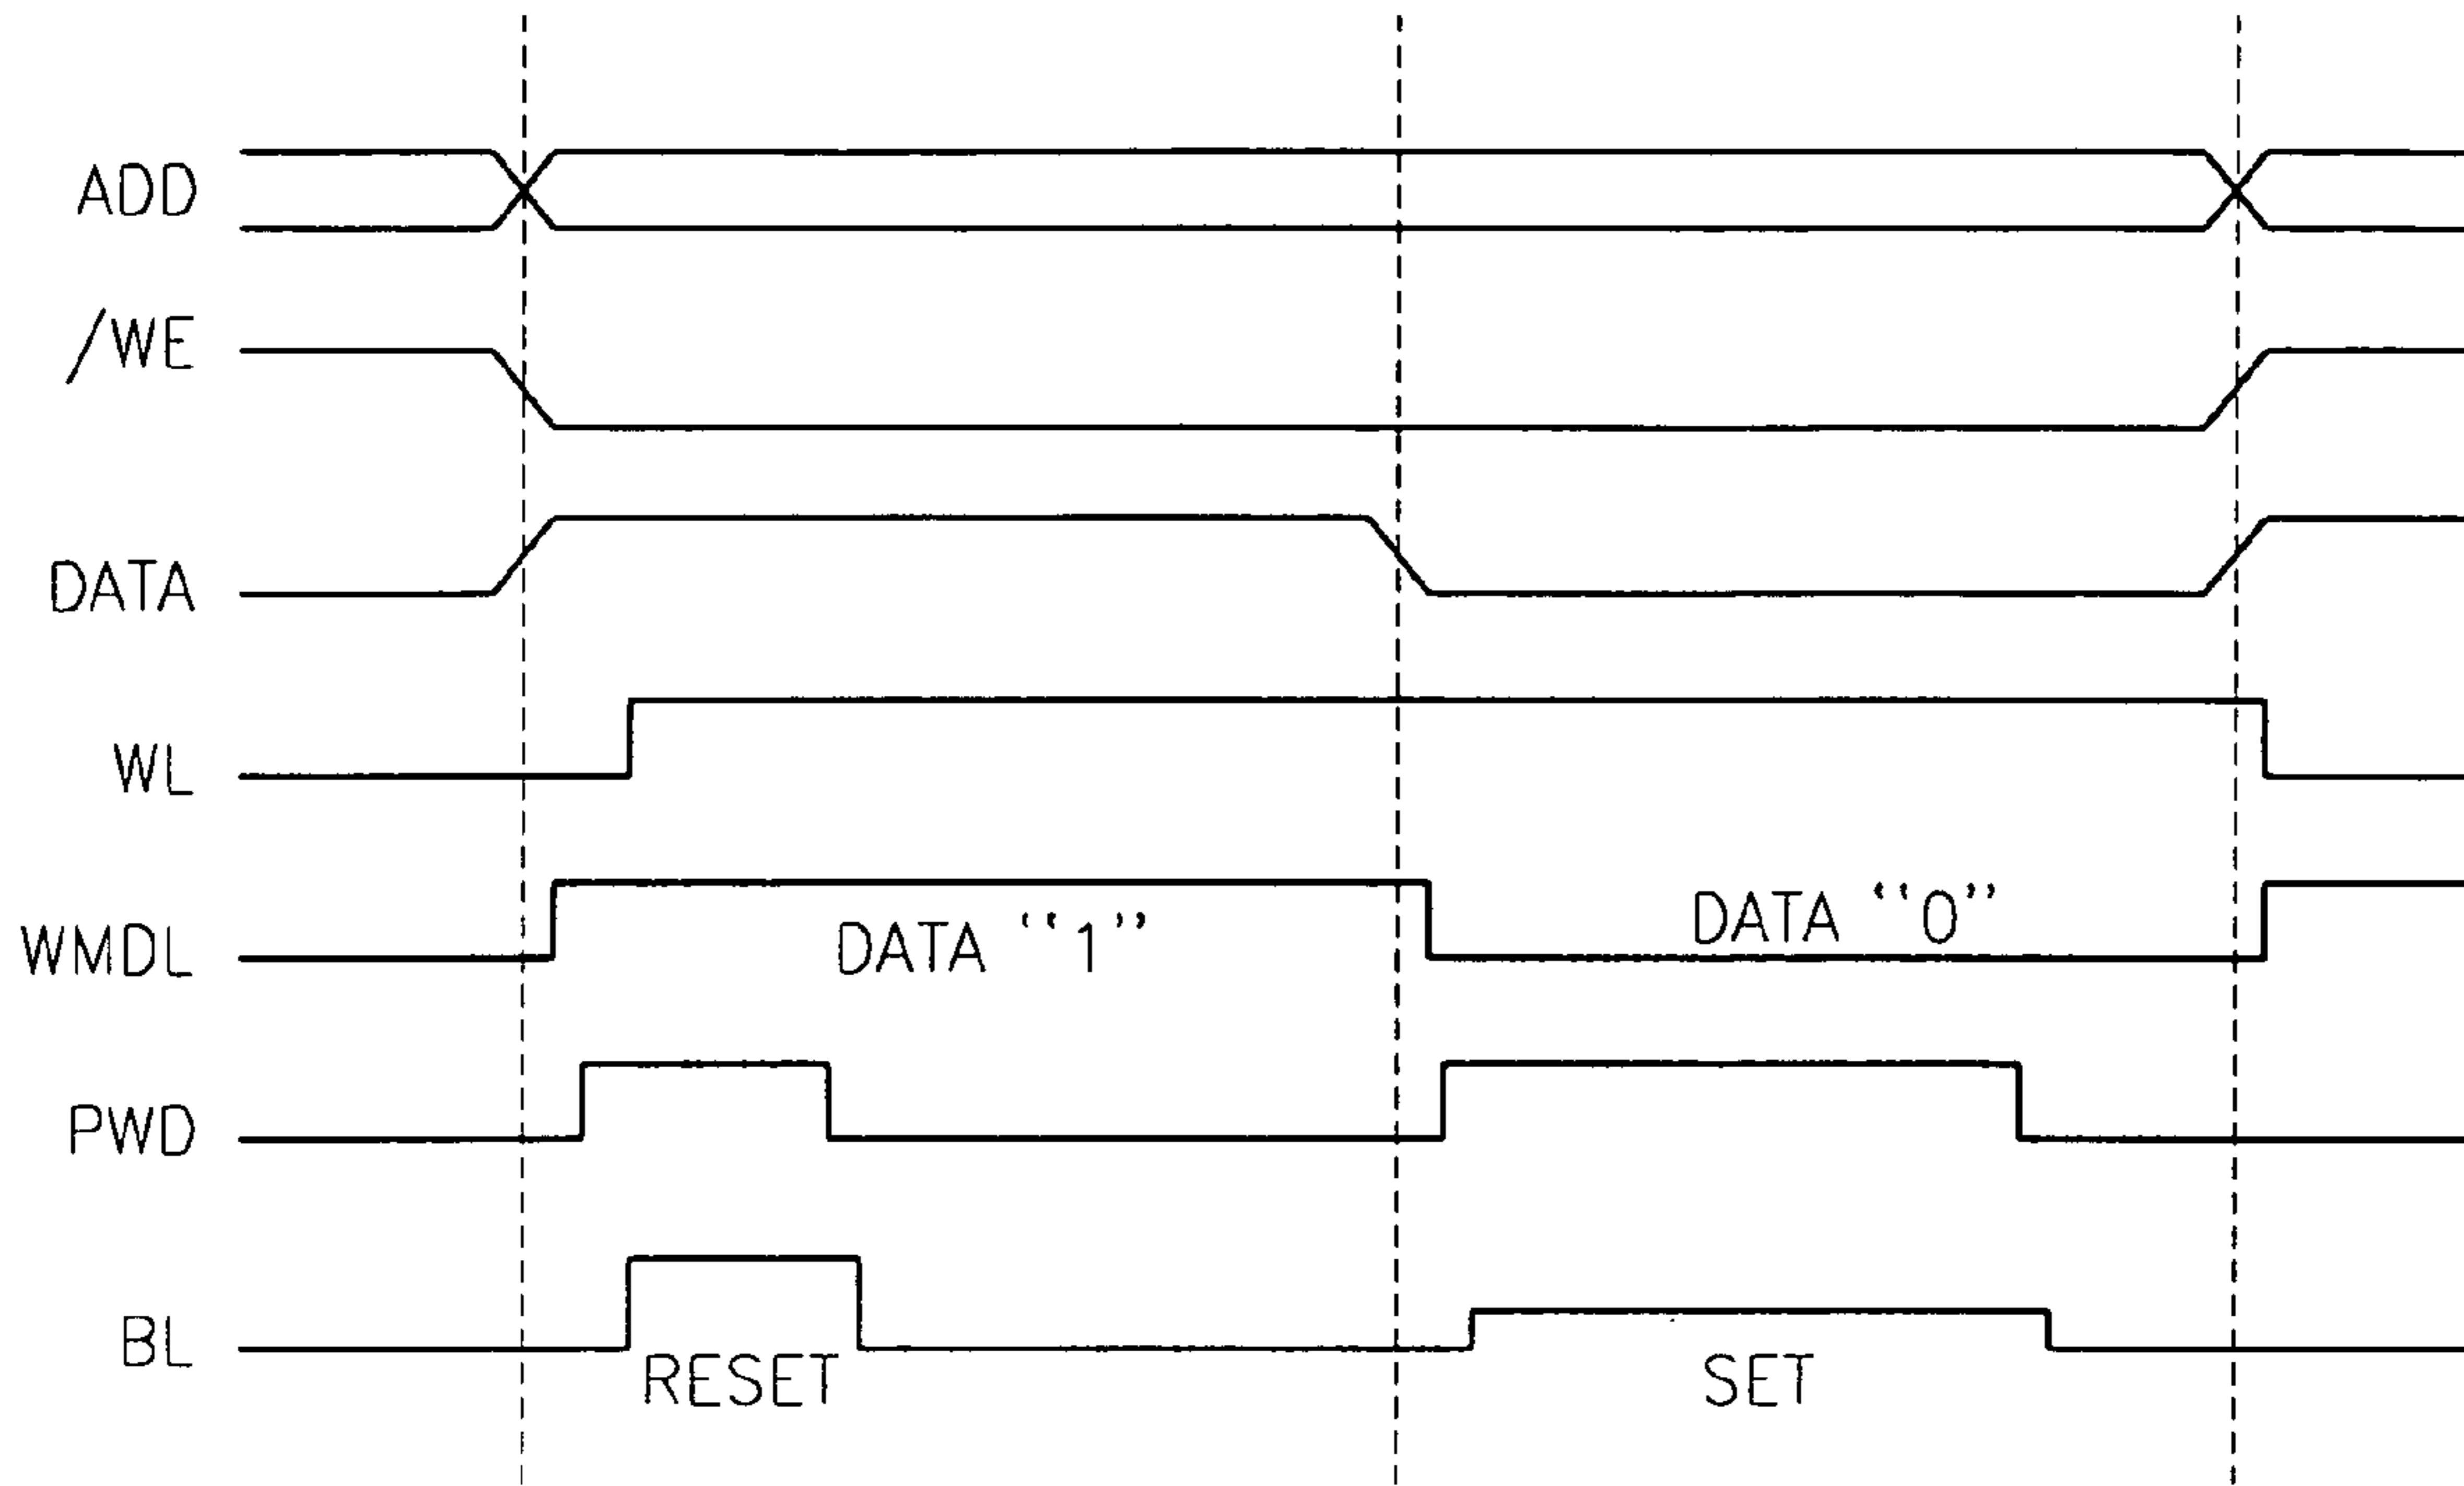 ADD
/WE
DATA
WL
WMDL
DATA “1”
DATA “0”
PWD
BL
RESET
SET